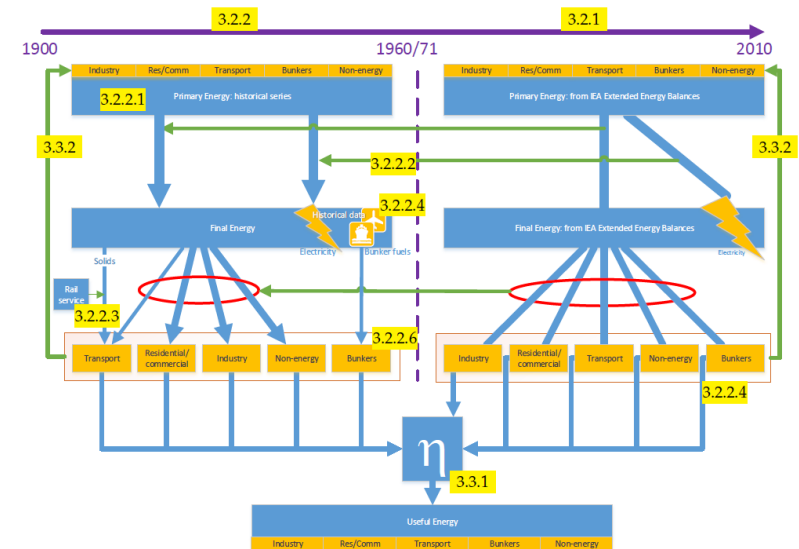 3.2.2
3.2.1
1900
1960/71
2010
Industry Res/Comm Transport Bunkers Non-energy
Industry Res/Comm Transport Bunkers Non-energy
Primary Energy: historical series
Primary Energy: from IEA Extended Energy Balances
3.2.2.1
3.3.2
3.3.2
3.2.2.2
3.2.2.4
Historical data
Final Energy
Final Energy: from IEA Extended Energy Balances
Electricity
Bunker fuels
Electricity
Solids
Rail
service
3.2.2.3
3.2.2.6
Transport
Residential/
commercial
Industry
Non-energy
Bunkers
Industry
Residential/
commercial
Transport
Non-energy
Bunkers
3.2.2.4
η
3.3.1
Useful Energy
Industry Res/Comm Transport Bunkers Non-energy